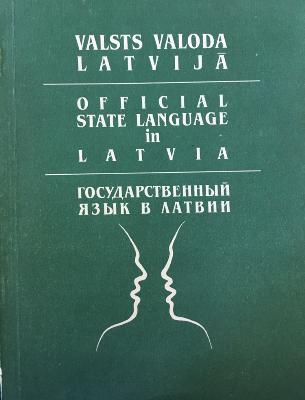 VALSTS VALODA
LATVIJĀ
OFFICIAL
STATE LANGUAGE
in
LATVIA
ГОСУДАРСТВЕННЫЙ
ЯЗЫК В ЛАТВИИ